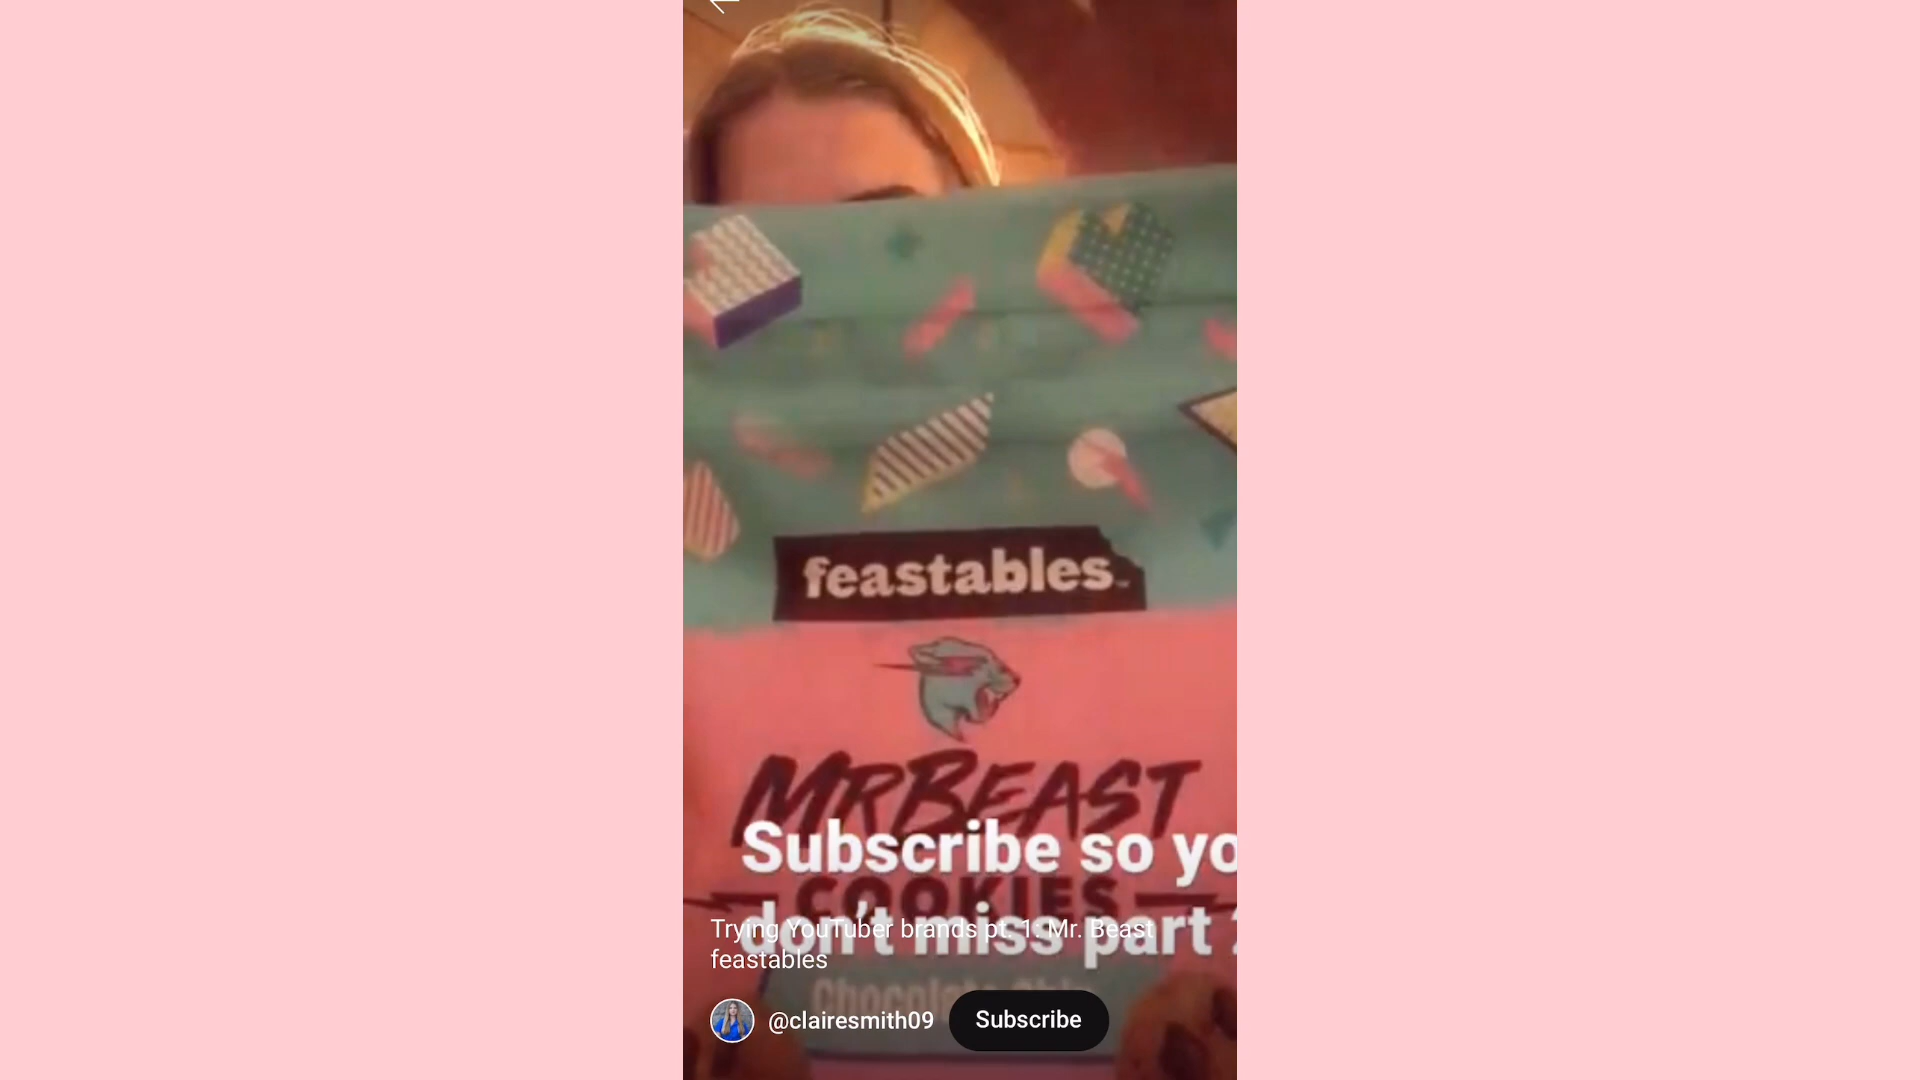 feastables
MRBEAST
Subscribe so yo
COOKIES
don't miss part
Trying YouTuber brands pt. 1: Mr. Beast
feastables
@clairesmith09
Subscribe